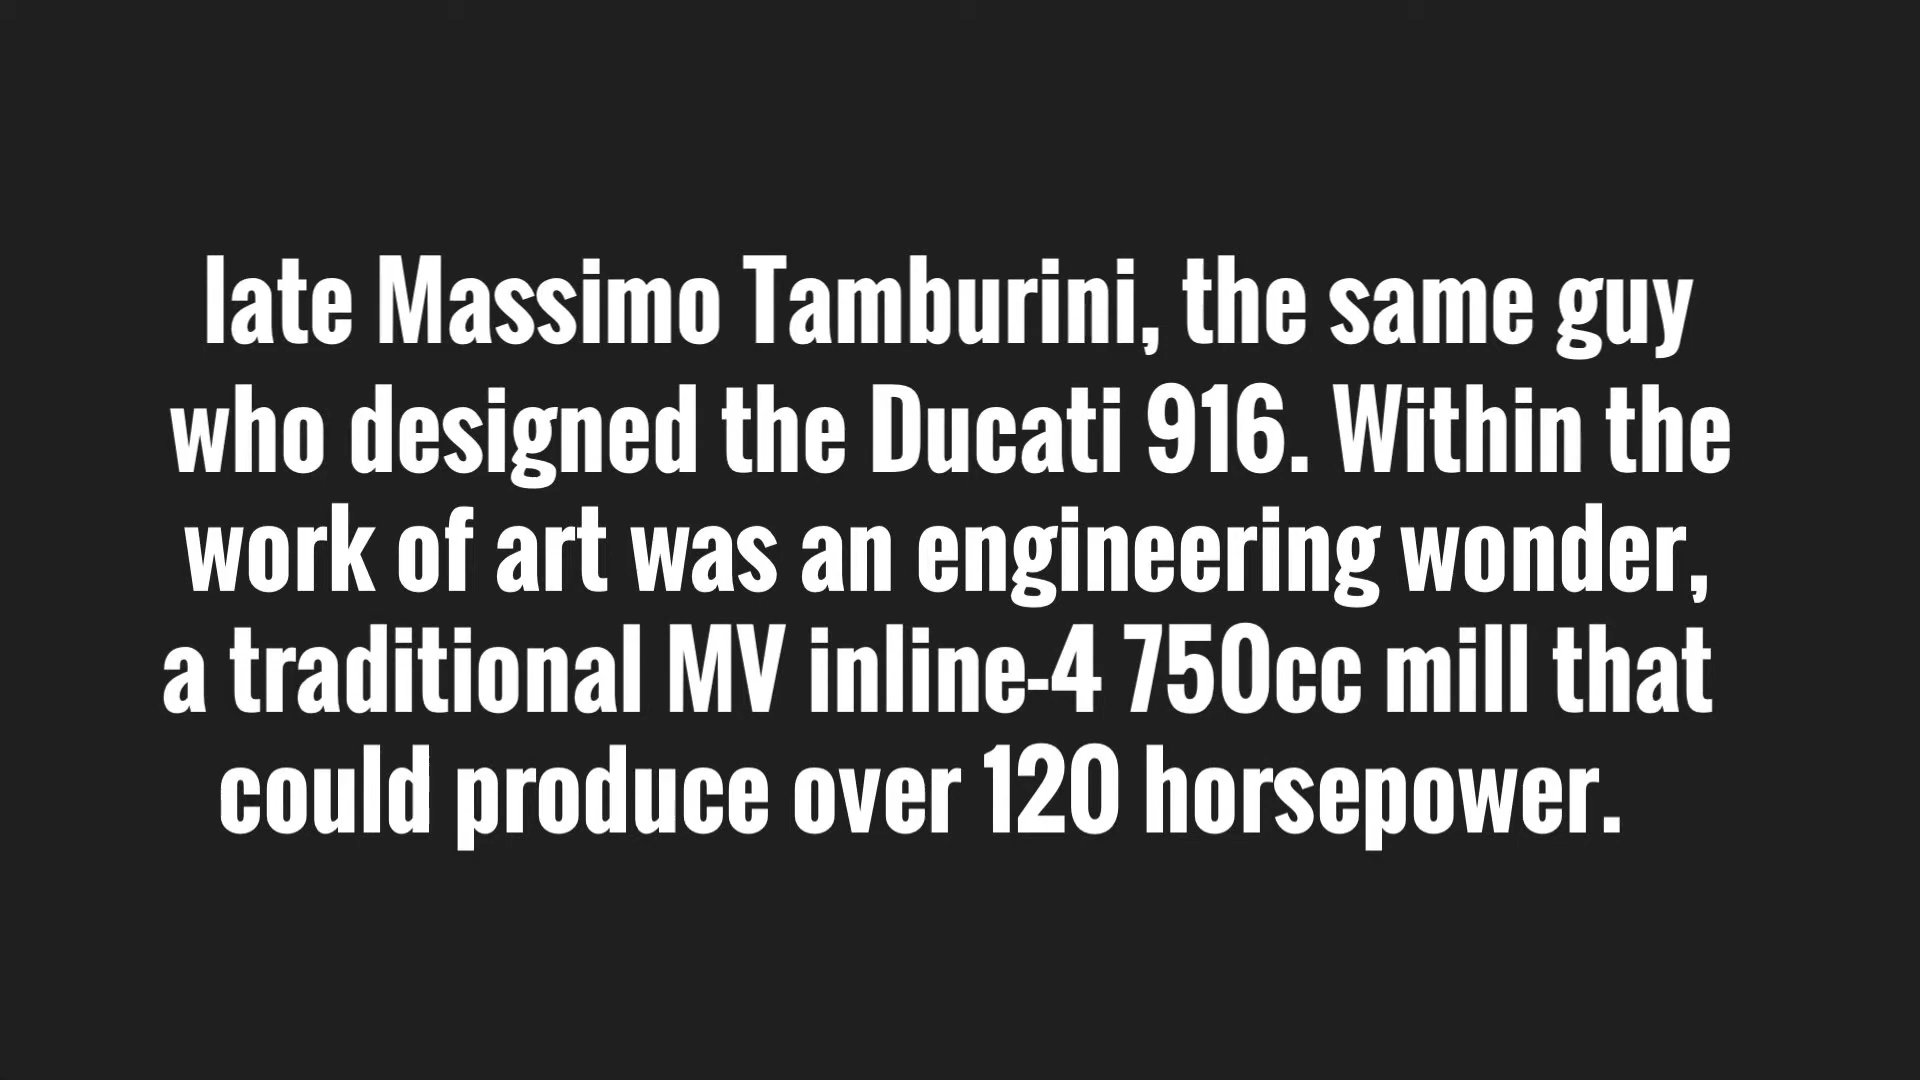 late Massimo Tamburini, the same guy
who designed the Ducati 916. Within the
work of art was an engineering wonder,
a traditional MV inline-4 750cc mill that
could produce over 120 horsepower.